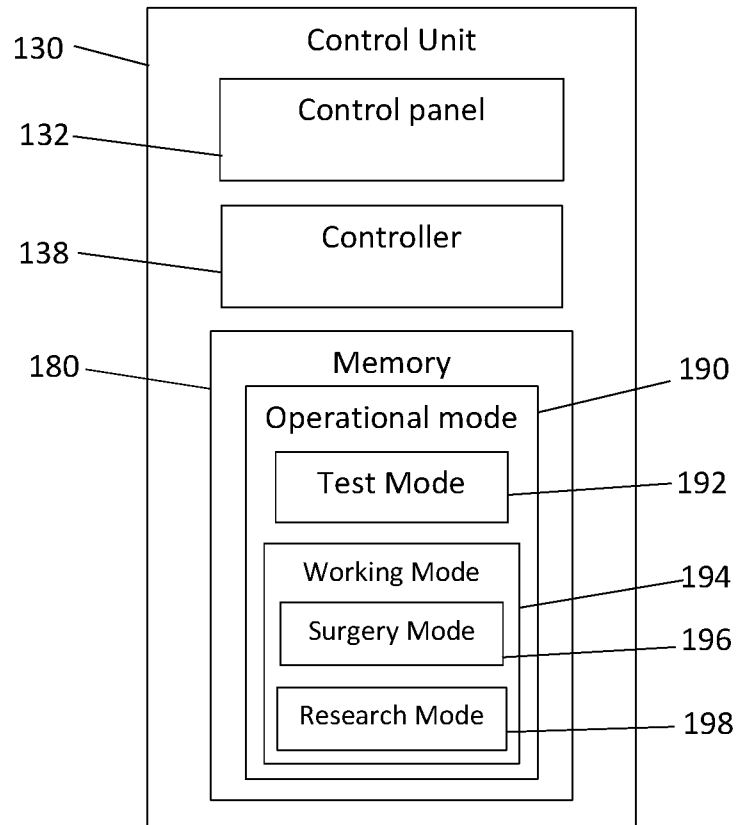 Control Unit
130
Control panel
132
Controller
138
Memory
180
190
Operational mode
Test Mode
192
Working Mode
194
Surgery Mode
196
Research Mode
198